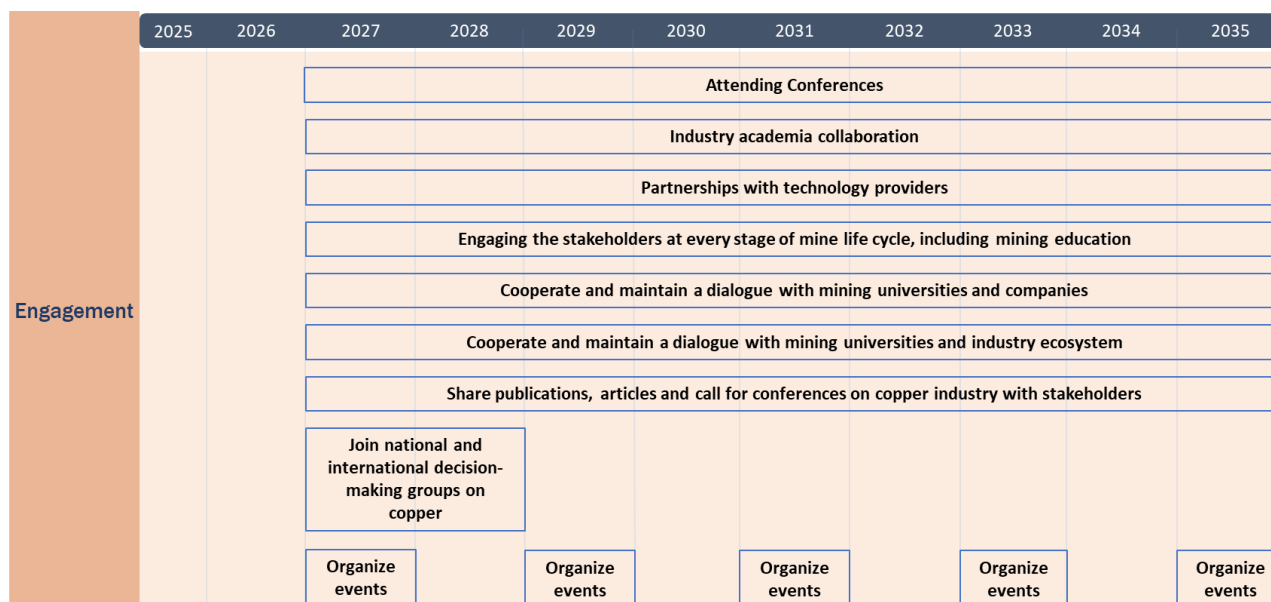 2025 2026 2027 2028 2029 2030 2031 2032 2033 2034 2035
Engagement
Attending Conferences
Industry academia collaboration
Partnerships with technology providers
Engaging the stakeholders at every stage of mine life cycle, including mining education
Cooperate and maintain a dialogue with mining universities and companies
Cooperate and maintain a dialogue with mining universities and industry ecosystem
Share publications, articles and call for conferences on copper industry with stakeholders
Join national and
international decision-
making groups on
copper
Organize
events
Organize
events
Organize
events
Organize
events
Organize
events